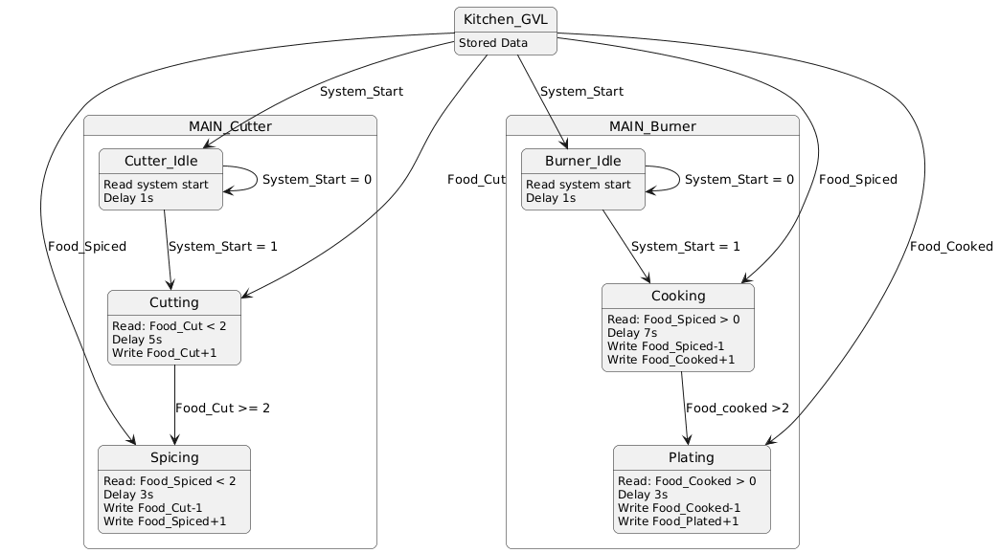 Kitchen_GVL
Stored Data
System_Start
System_Start
MAIN_Cutter
MAIN_Burner
Cutter_Idle
Read system start
Delay 1s
System_Start = 0
Food_Cut
Burner_Idle
Read system start
Delay 1s
System_Start = 0
Food_Spiced
Food_Spiced
System_Start = 1
System_Start = 1
Food_Cooked
Cutting
Read: Food_Cut < 2
Delay 5s
Write Food_Cut+1
Cooking
Read: Food_Spiced > 0
Delay 7s
Write Food_Spiced-1
Write Food_Cooked+1
Food_Cut >= 2
Food_cooked >2
Spicing
Read: Food_Spiced < 2
Delay 3s
Write Food_Cut-1
Write Food_Spiced+1
Plating
Read: Food_Cooked > 0
Delay 3s
Write Food_Cooked-1
Write Food_Plated+1